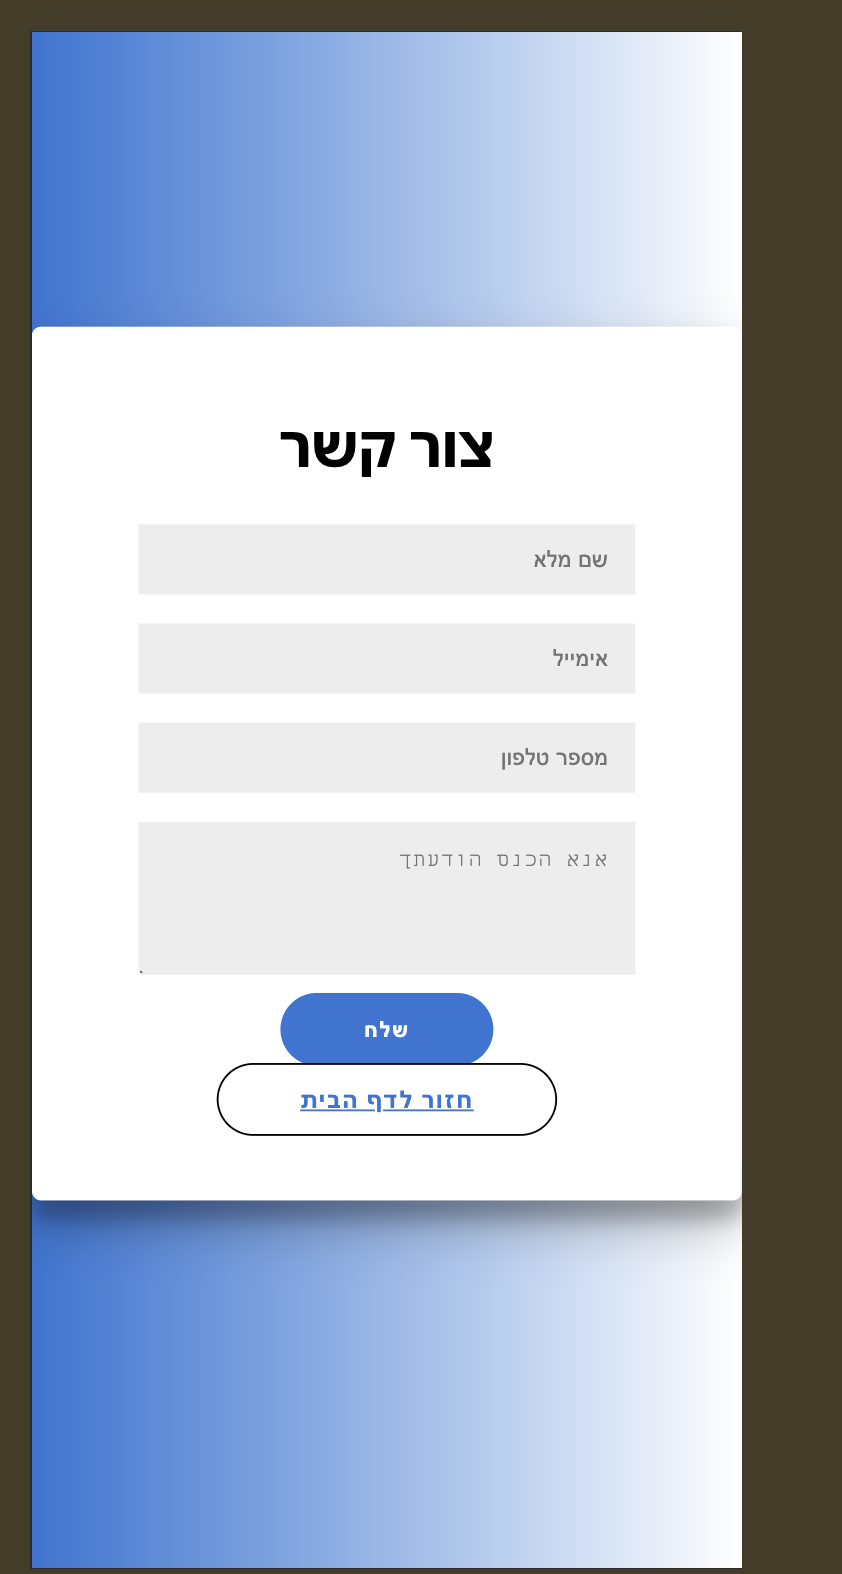 צור קשר
שם מלא
אימייל
מספר טלפון
אנא הכנס הודעתך
שלח
חזור לדף הבית